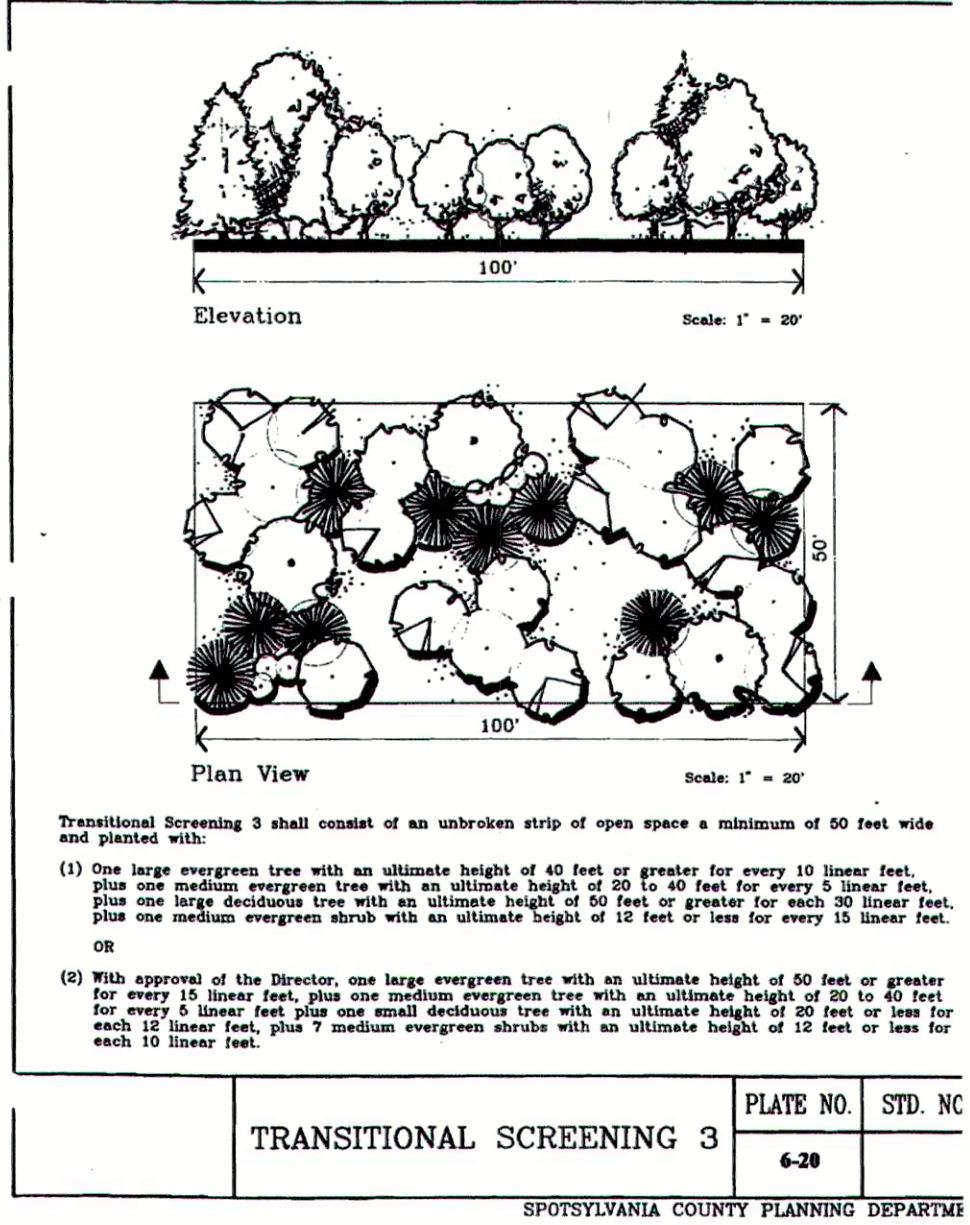 100'
Elevation
Scale: 1" = 20'
50'
100'
Plan View
Scale: 1" = 20'
Transitional Screening 3 shall consist of an unbroken strip of open space a minimum of 50 feet wide
and planted with:
(1) One large evergreen tree with an ultimate height of 40 feet or greater for every 10 linear feet,
plus one medium evergreen tree with an ultimate height of 20 to 40 feet for every 5 linear feet,
plus one large deciduous tree with an ultimate height of 50 feet or greater for each 30 linear feet,
plus one medium evergreen shrub with an ultimate height of 12 feet or less for every 15 linear feet.
OR
(2) With approval of the Director, one large evergreen tree with an ultimate height of 50 feet or greater
for every 15 linear feet, plus one medium evergreen tree with an ultimate height of 20 to 40 feet
for every 5 linear feet plus one small deciduous tree with an ultimate height of 20 feet or less for
each 12 linear feet, plus 7 medium evergreen shrubs with an ultimate height of 12 feet or less for
each 10 linear feet.
TRANSITIONAL SCREENING 3
PLATE NO.
6-20
STD. NO
SPOTSYLVANIA COUNTY PLANNING DEPARTME